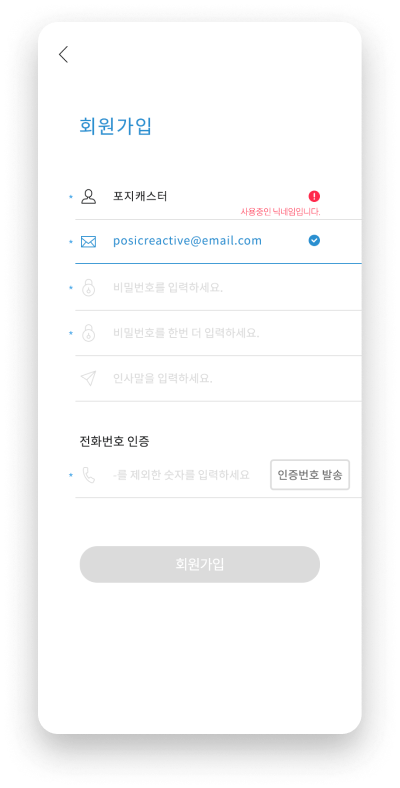 회원가입
* 포지캐스터
사용중인 닉네임입니다.
* posicreactive@email.com
* 비밀번호를 입력하세요.
* 비밀번호를 한번 더 입력하세요.
인사말을 입력하세요.
전화번호 인증
* -를 제외한 숫자를 입력하세요 인증번호 발송
회원가입